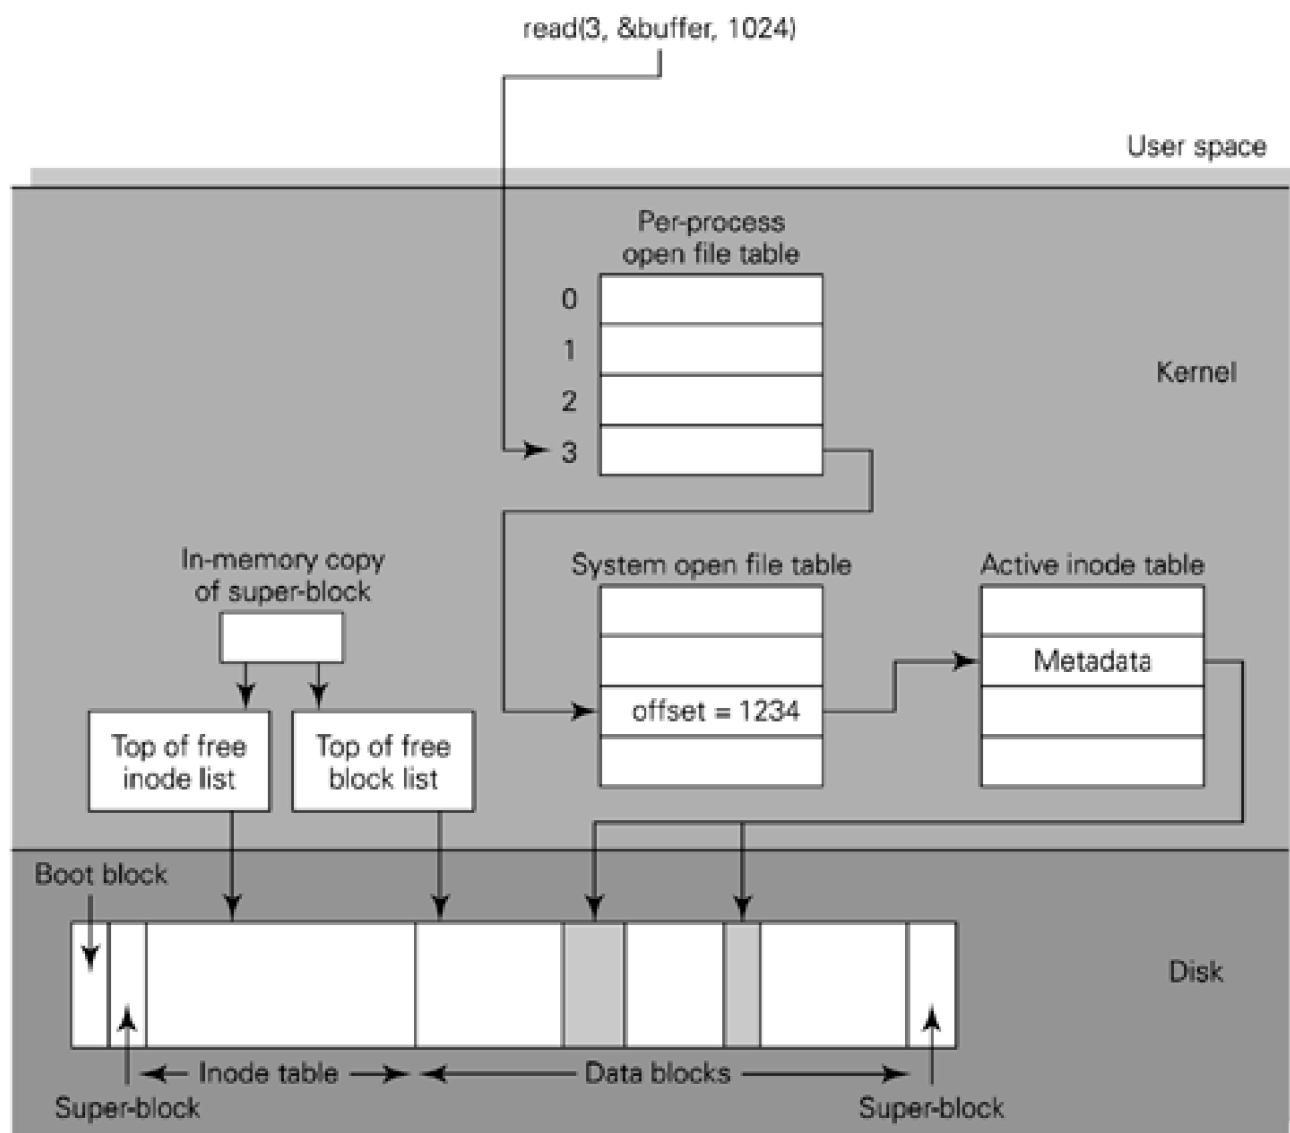 read(3, &buffer, 1024)
User space
Per-process
open file table
0
1
Kernel
2
3
In-memory copy
of super-block
System open file table
Active inode table
Metadata
offset = 1234
Top of free
inode list
Top of free
block list
Boot block
Disk
Inode table
Data blocks
Super-block
Super-block